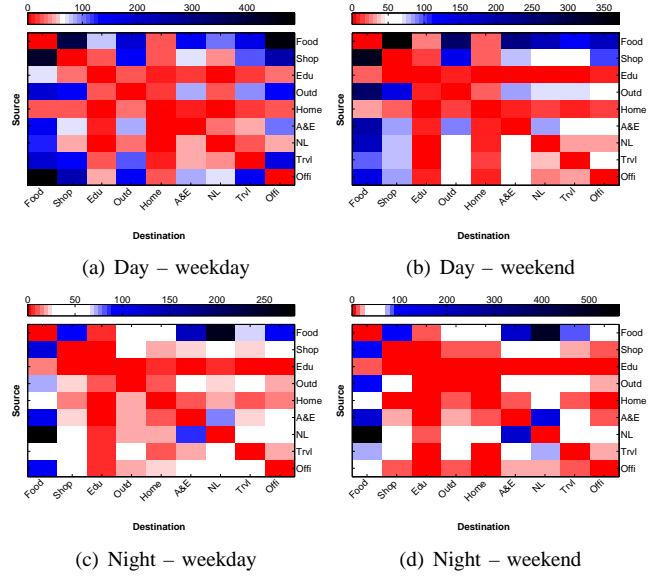 0 200 400
0 50 100 150 200 250 300 350
Source
Food
Shop
Edu
Outd
Home
A&E
NL
Trvl
Offi
Food Shop Edu Outd Home A&E NL Trvl Offi
Destination
(a) Day – weekday
Source
Food
Shop
Edu
Outd
Home
A&E
NL
Trvl
Offi
Food Shop Edu Outd Home A&E NL Trvl Offi
Destination
(b) Day – weekend
0 50 100 150 200 250
0 100 200 300 400 500
Source
Food
Shop
Edu
Outd
Home
A&E
NL
Trvl
Offi
Food Shop Edu Outd Home A&E NL Trvl Offi
Destination
(c) Night – weekday
Source
Food
Shop
Edu
Outd
Home
A&E
NL
Trvl
Offi
Food Shop Edu Outd Home A&E NL Trvl Offi
Destination
(d) Night – weekend